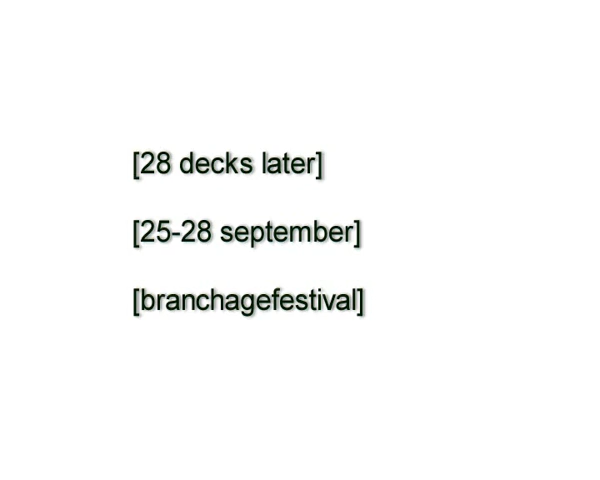 [28 decks later]
[25-28 september]
[branchagefestival]